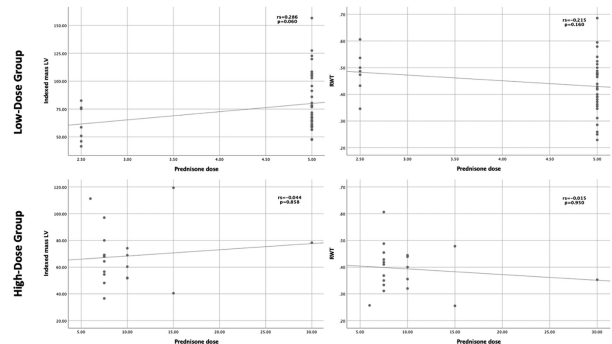 Low-Dose Group
Indexed mass LV
150.00
125.00
100.00
75.00
50.00
rs=0.286
p=0.060
2.50 3.00 3.50 4.00 4.50 5.00
Prednisone dose
RWT
.70
.60
.50
.40
.30
.20
rs=-0.215
p=0.160
2.50 3.00 3.50 4.00 4.50 5.00
Prednisone dose
High-Dose Group
Indexed mass LV
120.00
100.00
80.00
60.00
40.00
20.00
rs=-0.044
p=0.858
5.00 10.00 15.00 20.00 25.00 30.00
Prednisone dose
RWT
.70
.60
.50
.40
.30
.20
rs=-0.015
p=0.950
5.00 10.00 15.00 20.00 25.00 30.00
Prednisone dose